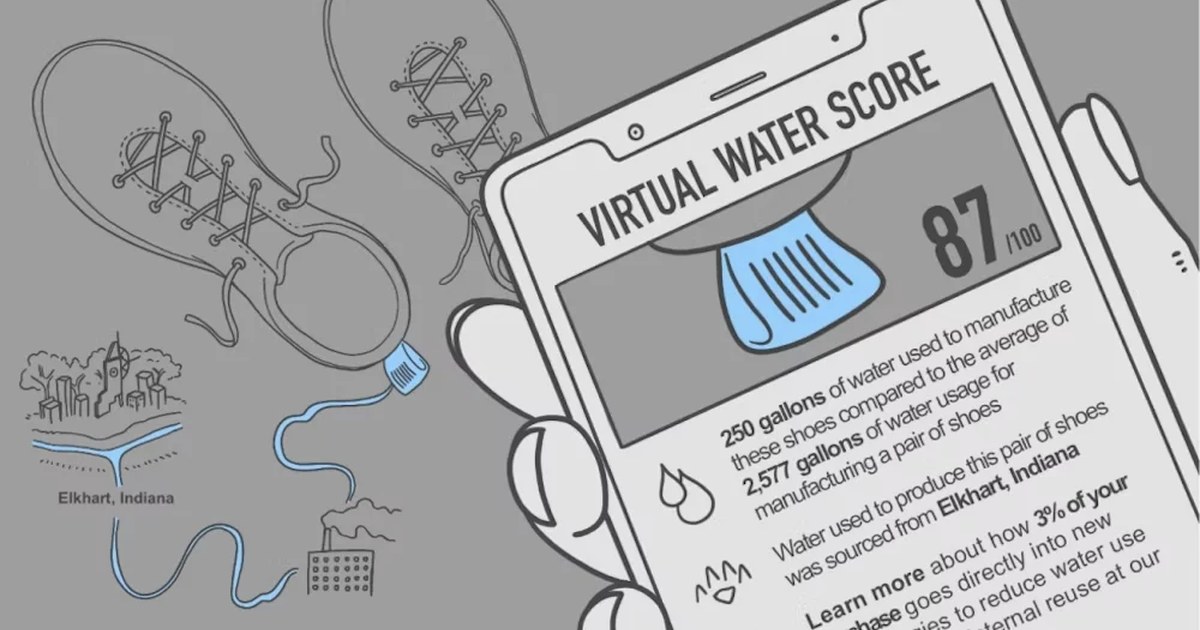 VIRTUAL WATER SCORE
87/100
250 gallons of water used to manufacture
these shoes compared to the average of
2,577 gallons of water usage for
manufacturing a pair of shoes
Water used to produce this pair of shoes
was sourced from Elkhart, Indiana
Learn more about how 3% of your
goes directly into new
to reduce water use
reuse at our
Elkhart, Indiana